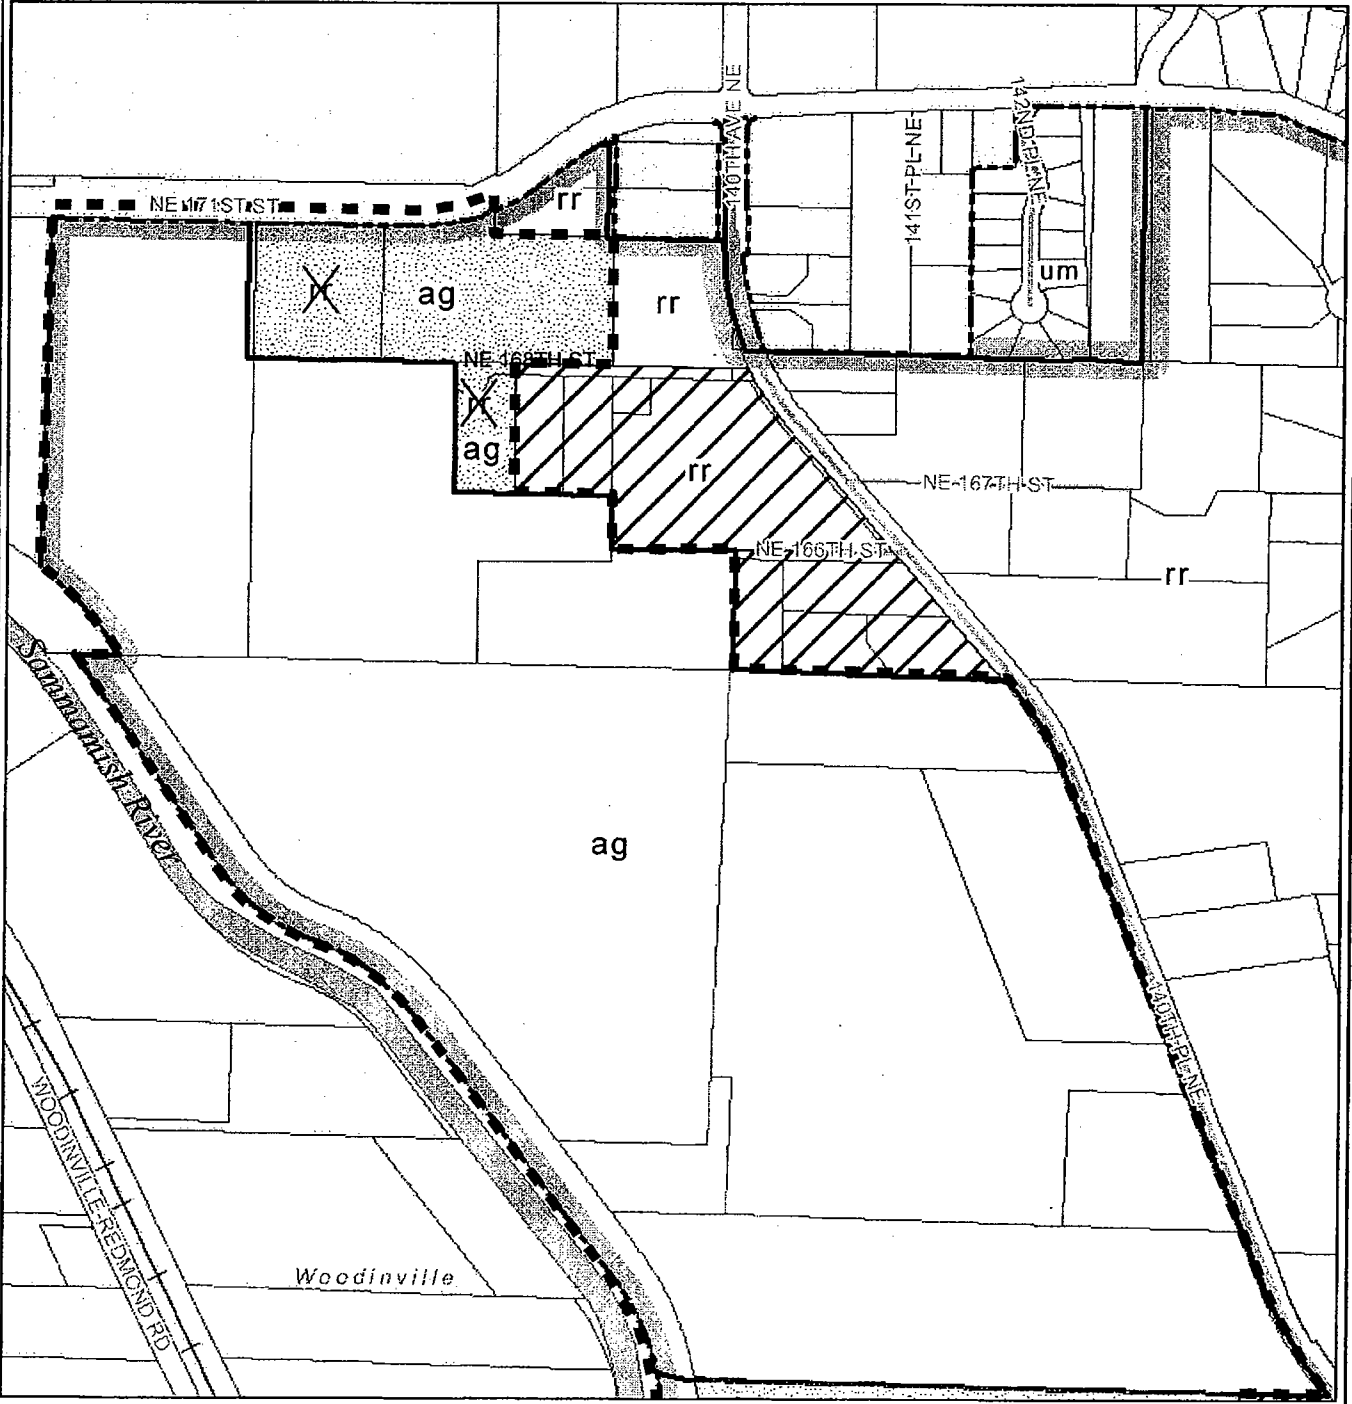 140TH AVE NE
142ND PL NE
141ST PL NE
NE 171ST ST
rr
um
rr
ag
rr
NE 168TH ST
rr
ag
rr
NE 167TH ST
NE 166TH ST
rr
Sammamish River
ag
140TH PL NE
WOODINVILLE-REDMOND RD
Woodinville